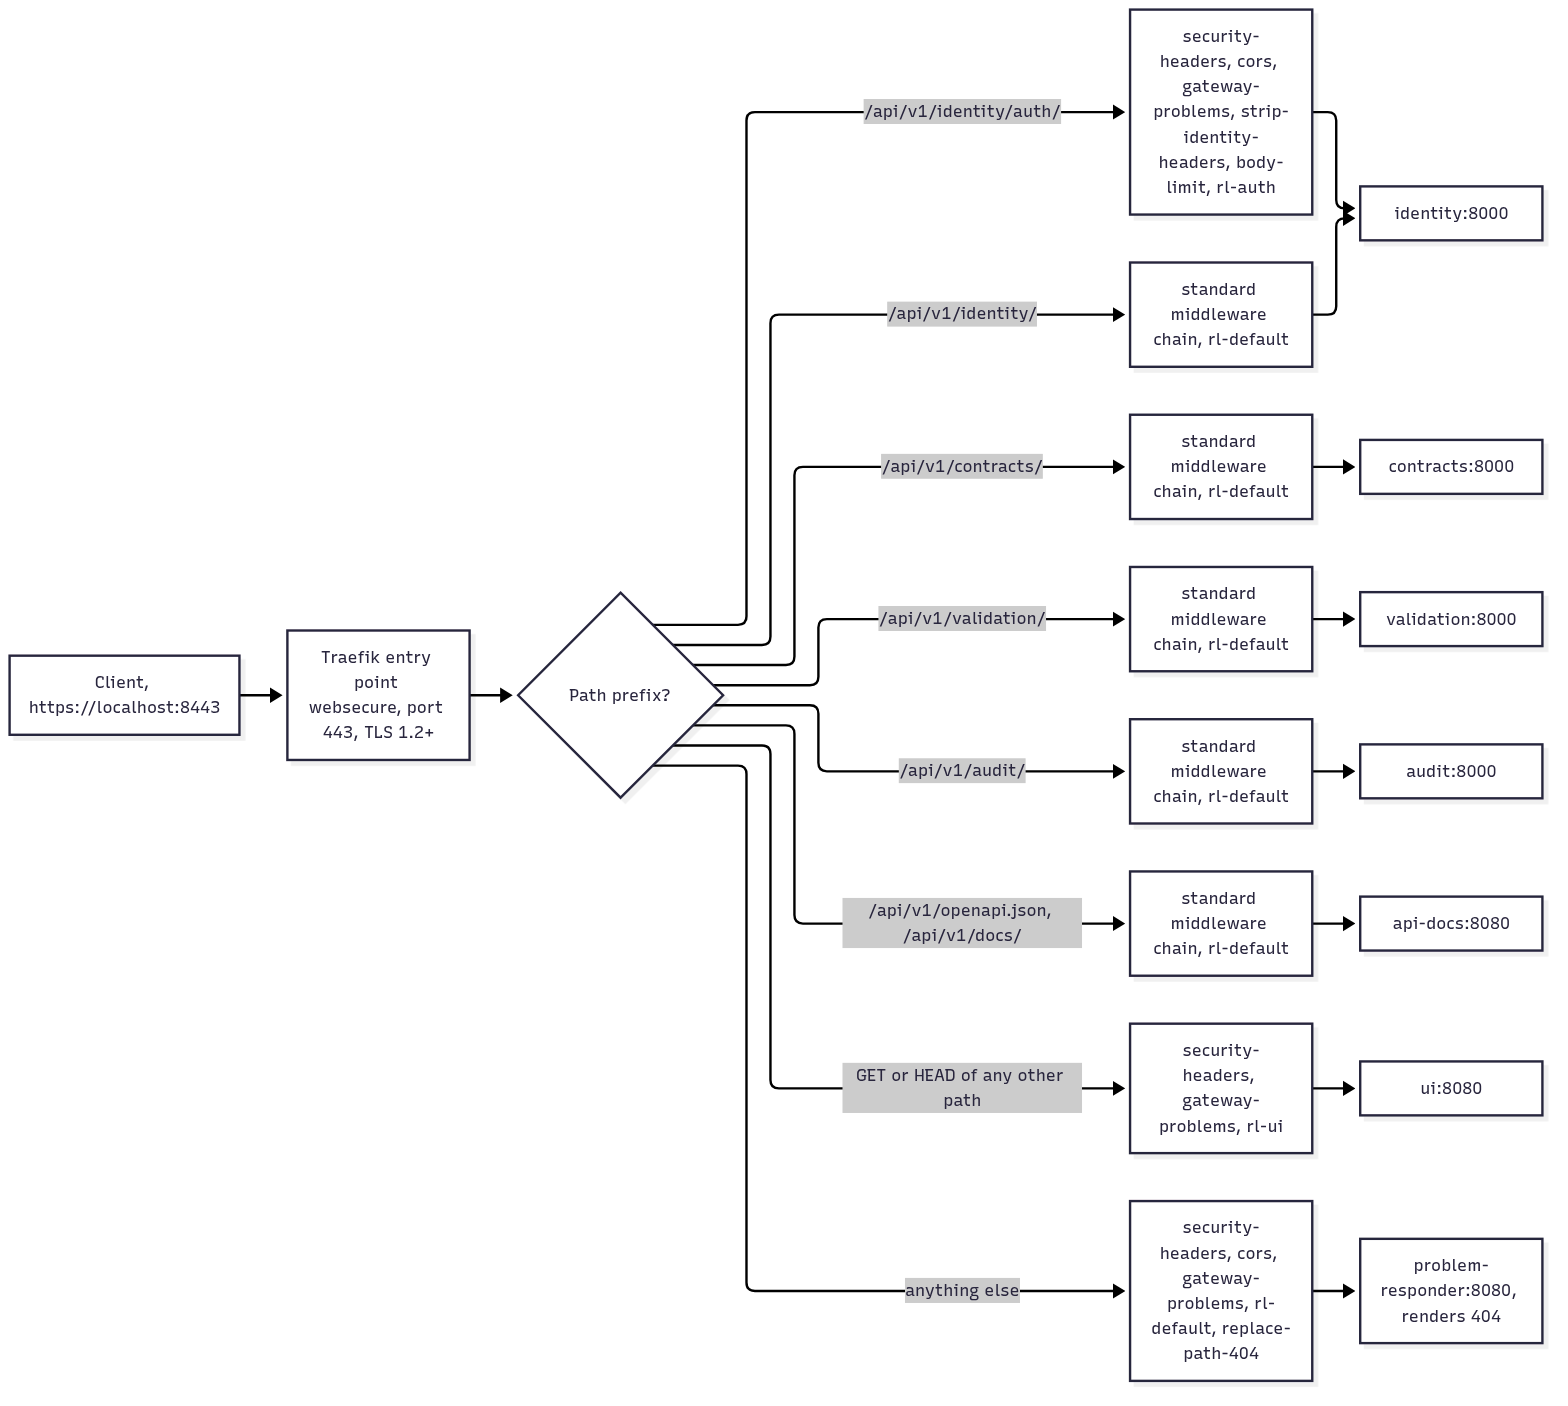 Client,
https://localhost:8443
Traefik entry
point
websecure, port
443, TLS 1.2+
Path prefix?
/api/v1/identity/auth/
security-
headers, cors,
gateway-
problems, strip-
identity-
headers, body-
limit, rl-auth
identity:8000
/api/v1/identity/
standard
middleware
chain, rl-default
/api/v1/contracts/
standard
middleware
chain, rl-default
contracts:8000
/api/v1/validation/
standard
middleware
chain, rl-default
validation:8000
/api/v1/audit/
standard
middleware
chain, rl-default
audit:8000
/api/v1/openapi.json,
/api/v1/docs/
standard
middleware
chain, rl-default
api-docs:8080
GET or HEAD of any other
path
security-
headers,
gateway-
problems, rl-ui
ui:8080
anything else
security-
headers, cors,
gateway-
problems, rl-
default, replace-
path-404
problem-
responder:8080,
renders 404